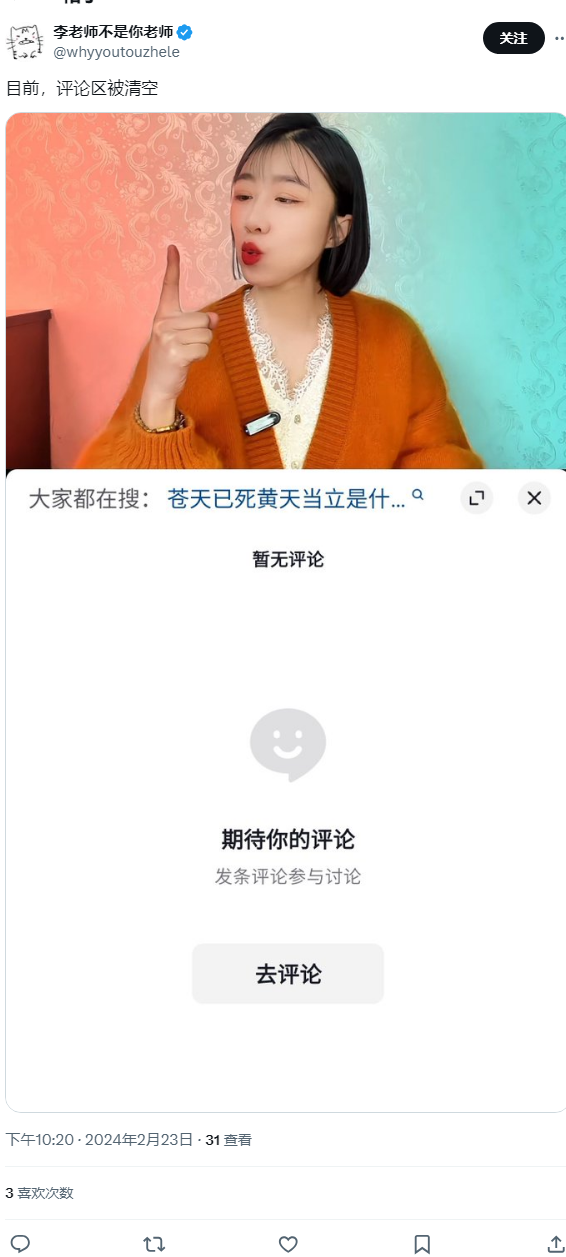 李老师不是你老师
@whyyoutouzhele
关注
目前，评论区被清空
大家都在搜： 苍天已死黄天当立是什...
暂无评论
期待你的评论
发条评论参与讨论
去评论
下午10:20 · 2024年2月23日 · 31 查看
3 喜欢次数